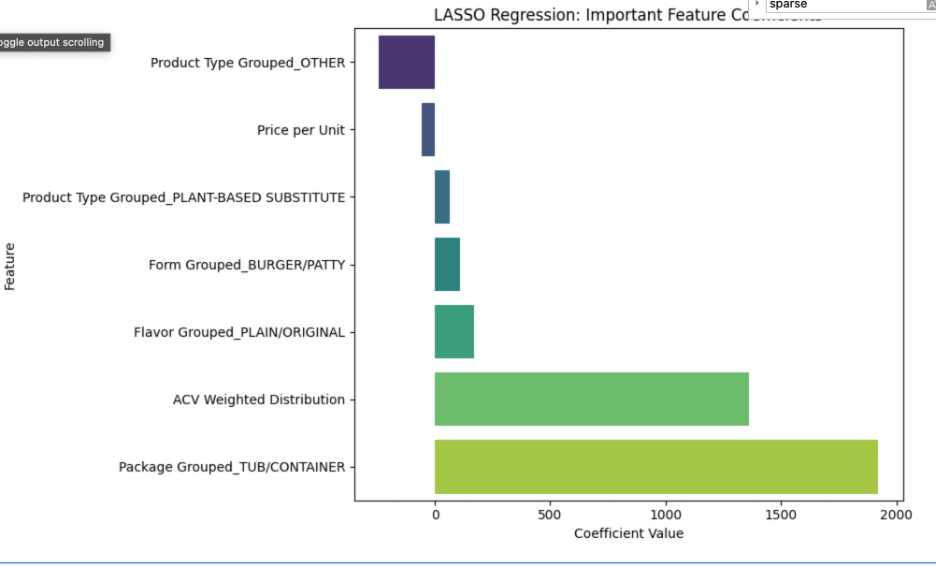 sparse
LASSO Regression: Important Feature
oggle output scrolling
Product Type Grouped_OTHER
Price per Unit
Product Type Grouped_PLANT-BASED SUBSTITUTE
Form Grouped_BURGER/PATTY
Flavor Grouped_PLAIN/ORIGINAL
ACV Weighted Distribution
Package Grouped_TUB/CONTAINER
Feature
0 500 1000 1500 2000
Coefficient Value